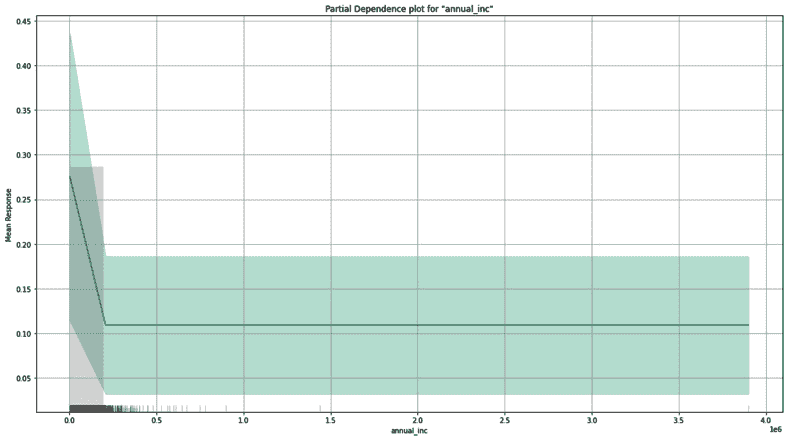 Partial Dependence plot for "annual_inc"
Mean Response
0.45
0.40
0.35
0.30
0.25
0.20
0.15
0.10
0.05
0.0 0.5 1.0 1.5 2.0 2.5 3.0 3.5 4.0
1e6
annual_inc